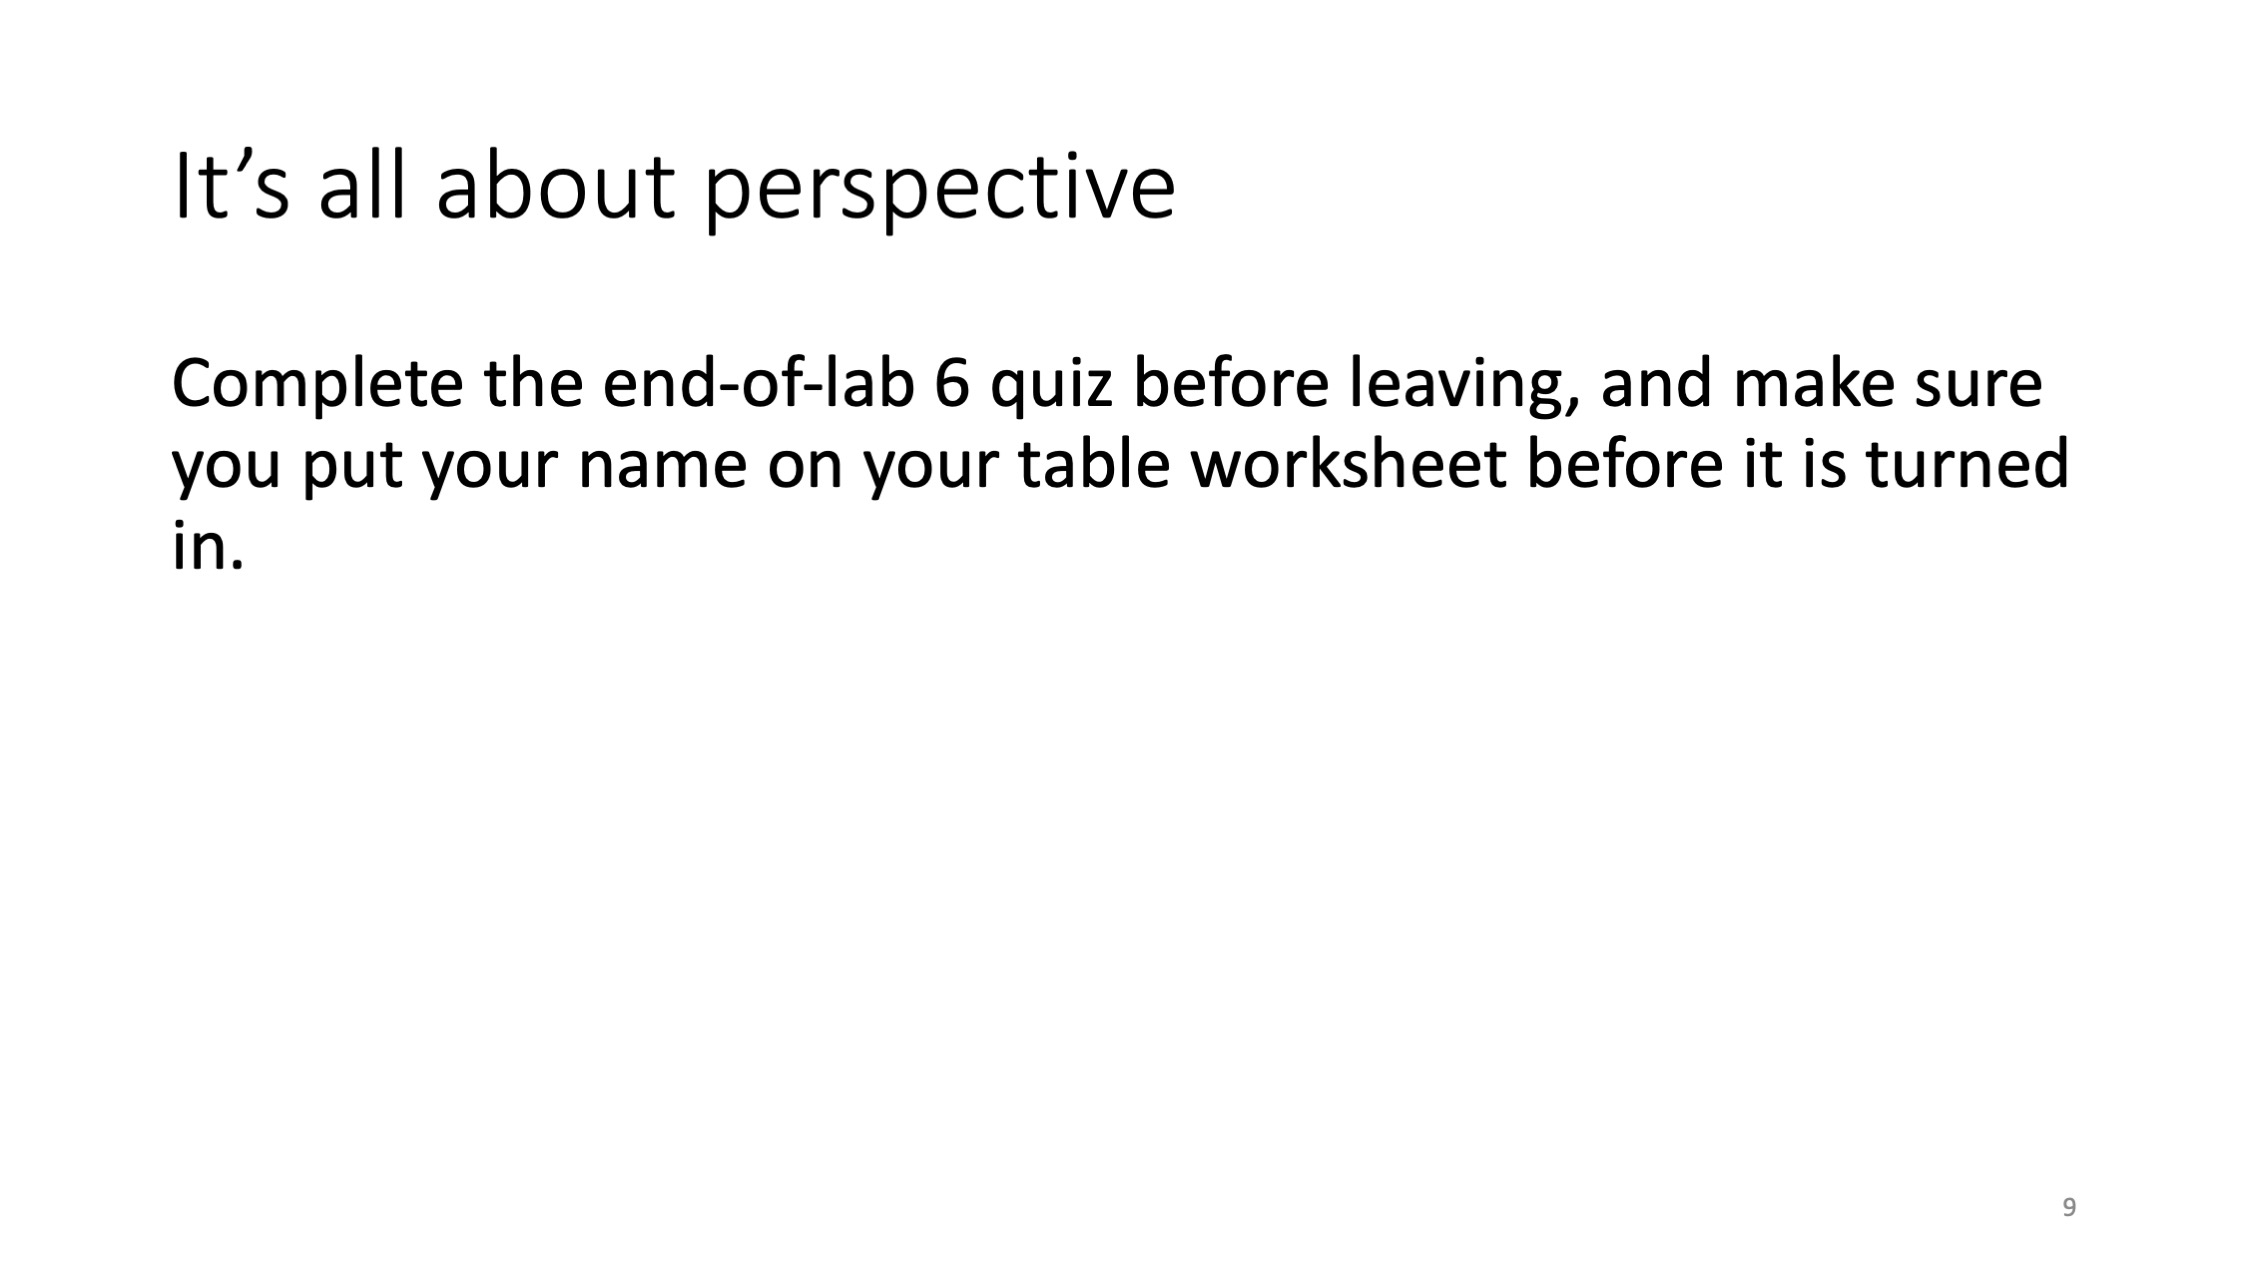 It’s all about perspective
Complete the end-of-lab 6 quiz before leaving, and make sure
you put your name on your table worksheet before it is turned
in.
9